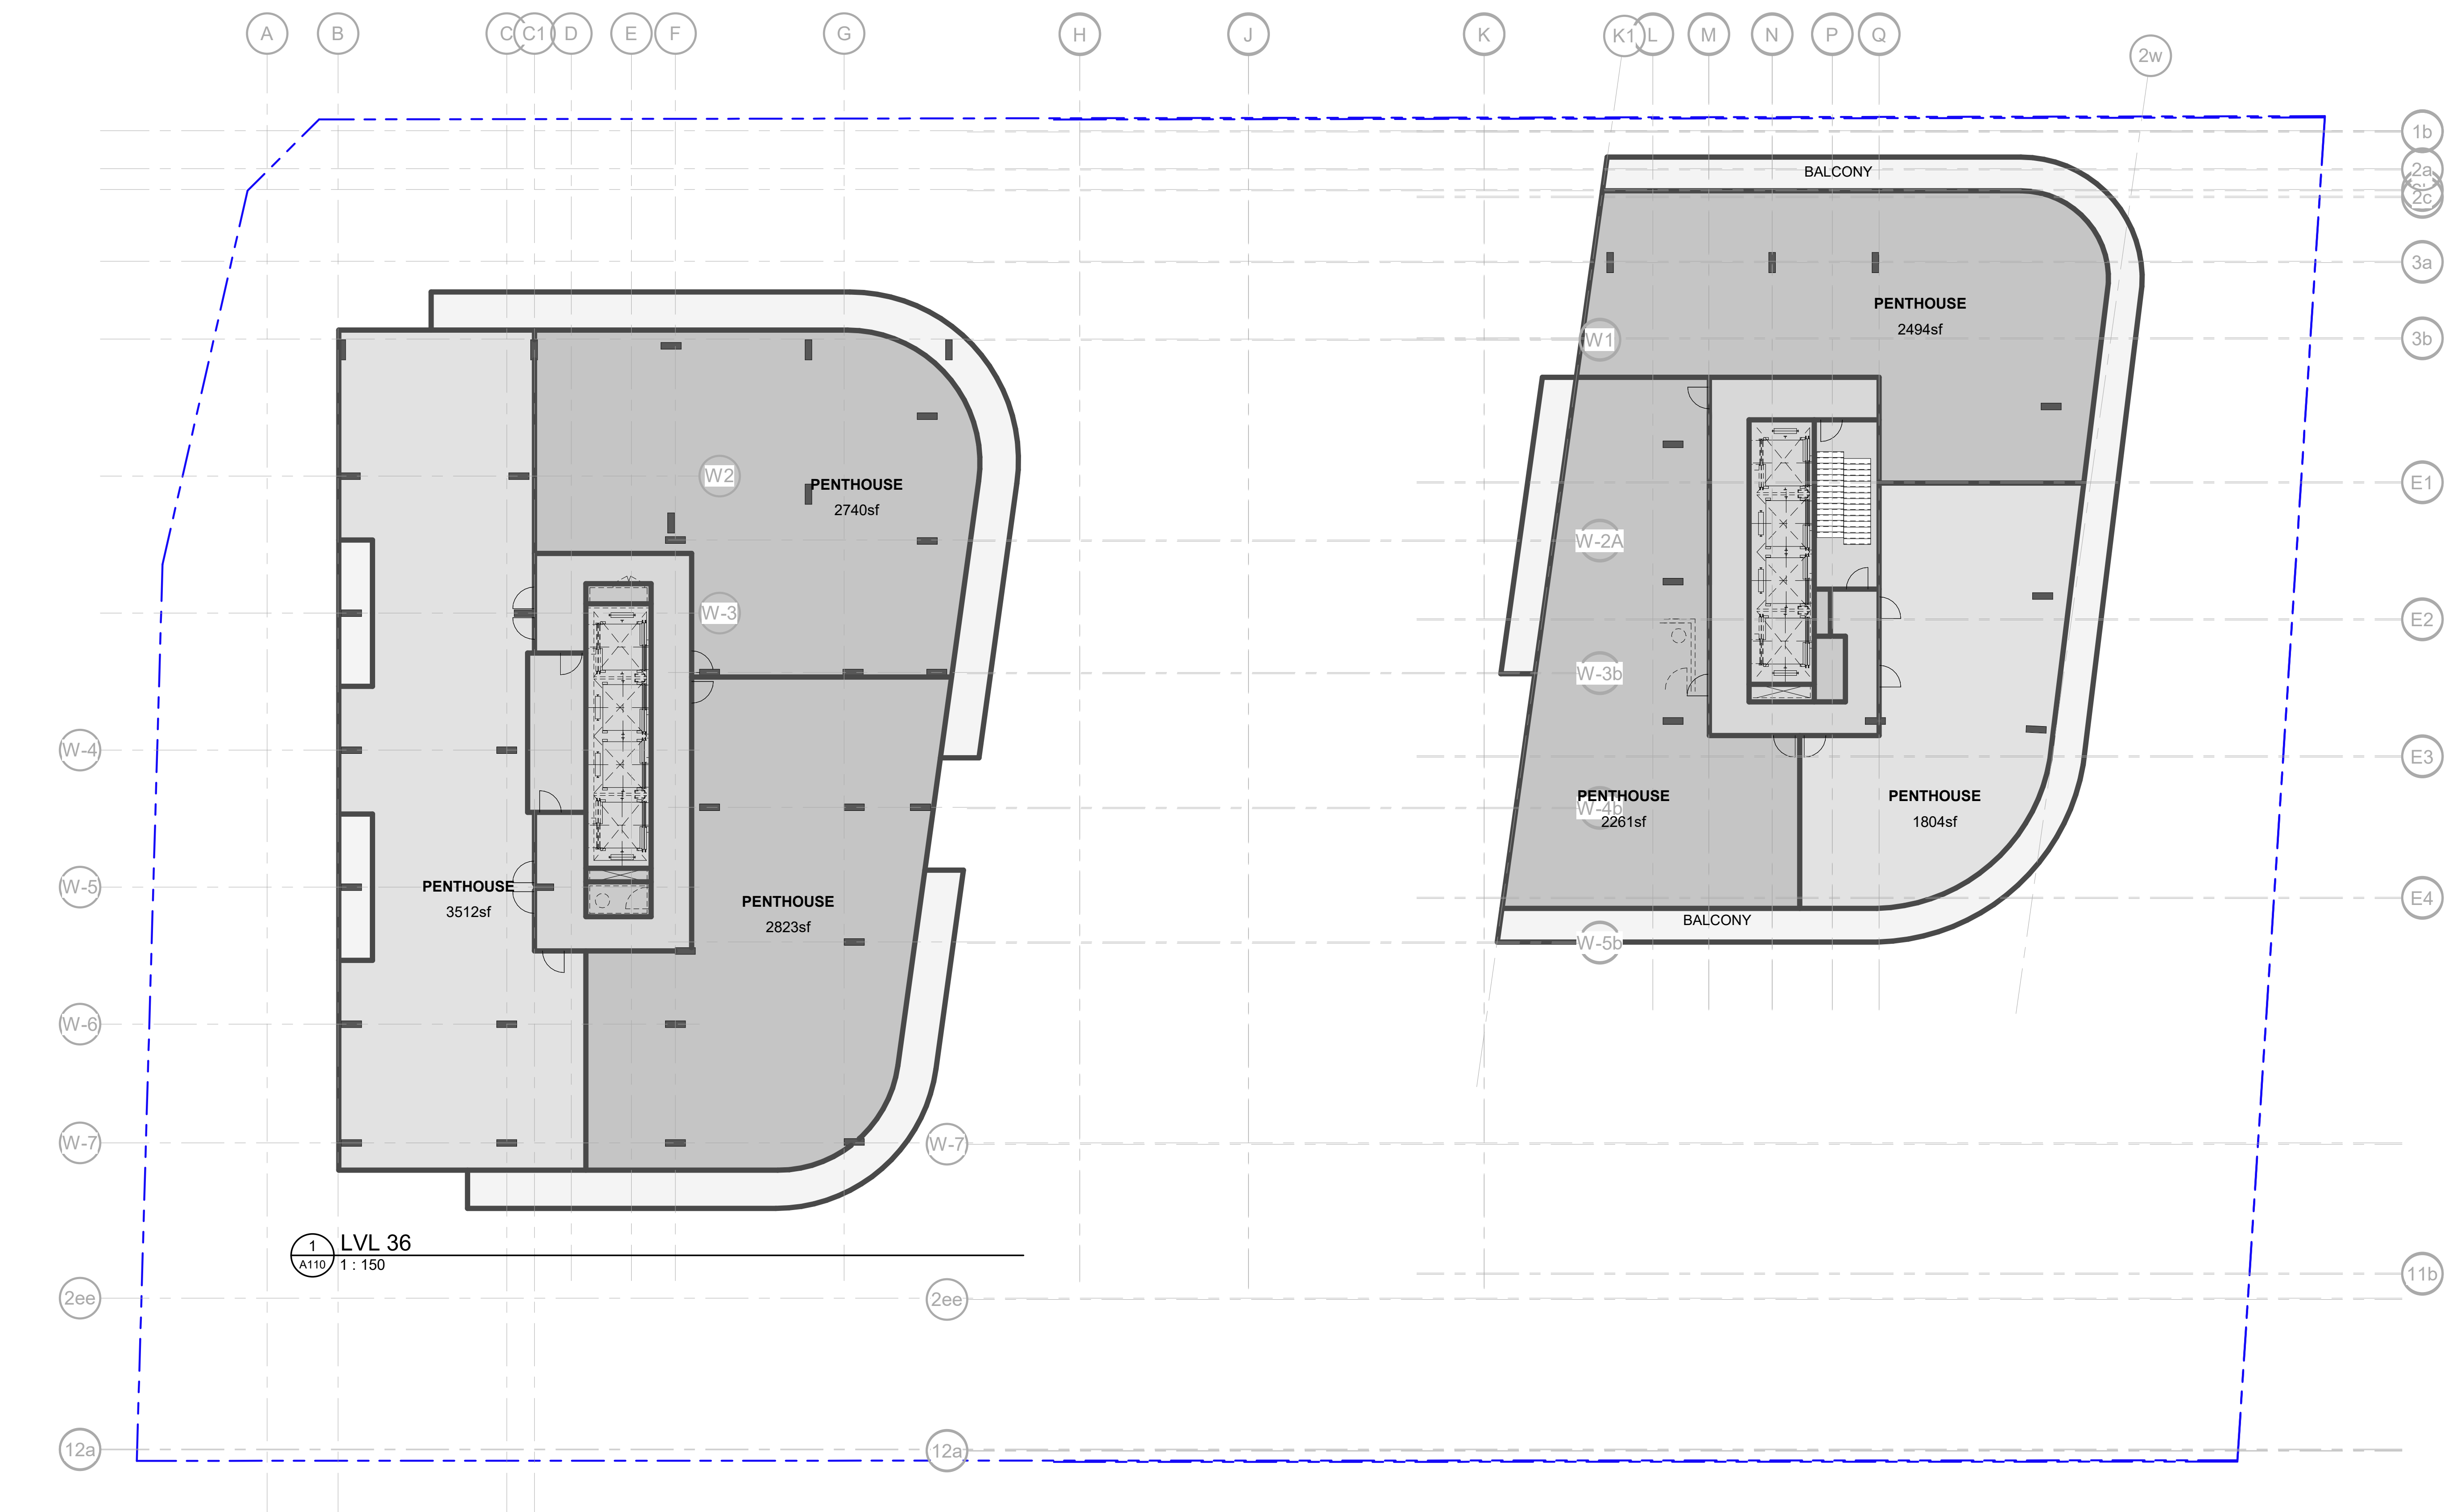 A
B
C
C1
D
E
F
G
H
J
K
K1
L
M
N
P
Q
2w
1b
2a
2c
3a
3b
E1
E2
E3
E4
11b
BALCONY
PENTHOUSE
2494sf
W1
W2
PENTHOUSE
2740sf
W-2A
W-3
W-3b
W-4
PENTHOUSE
W-4b
2261sf
PENTHOUSE
1804sf
W-5
PENTHOUSE
3512sf
PENTHOUSE
2823sf
BALCONY
W-5b
W-6
W-7
W-7
1
A110
LVL 36
1 : 150
2ee
2ee
12a
12a